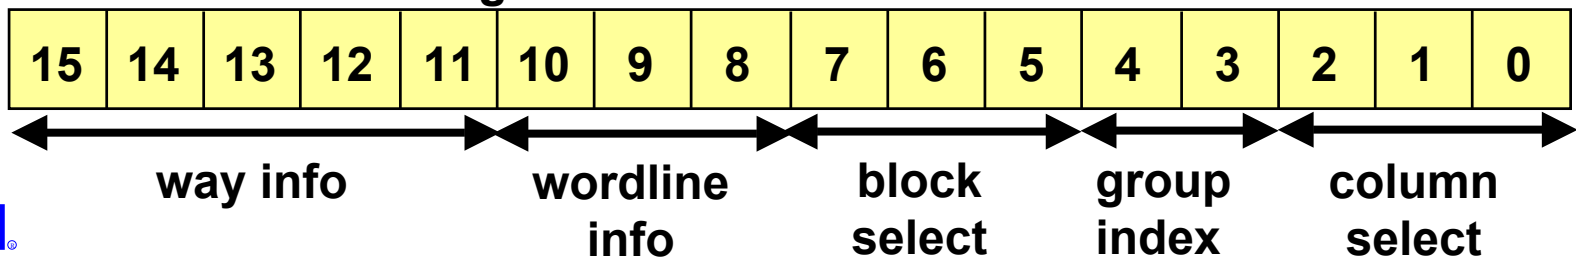 15 14 13 12 11 10 9 8 7 6 5 4 3 2 1 0
way info wordline block group column
info select index select